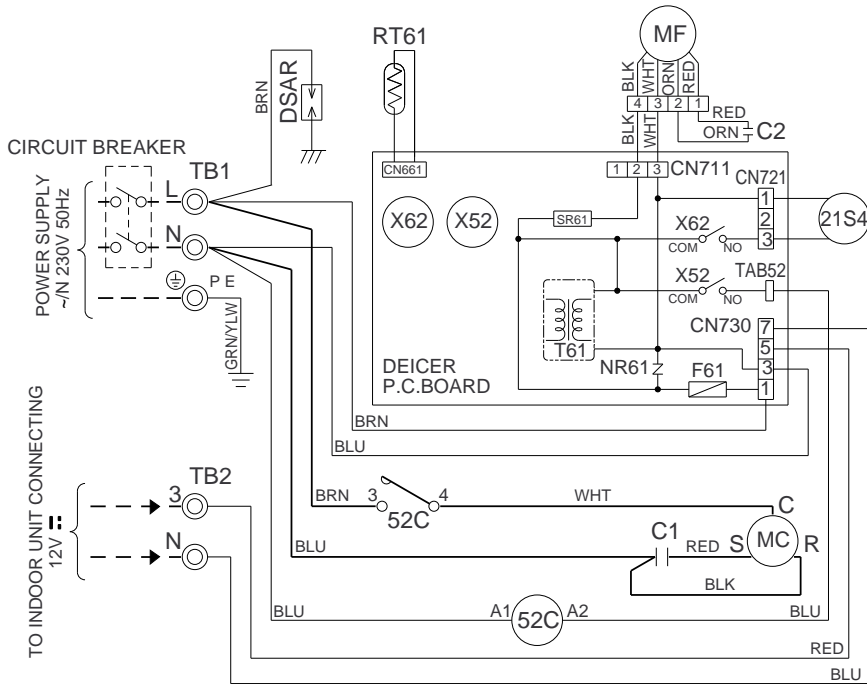 RT61
MF
BLK
WHT
ORN
RED
4 3 2 1
BRN
DSAR
BLK
WHT
RED
ORN
C2
CIRCUIT BREAKER
TB1
L
N
PE
POWER SUPPLY
~/N 230V 50Hz
GRN/YLW
CN661
1 2 3
CN711
CN721
1
2
3
X62
X52
SR61
X62
COM
NO
21S4
X52
COM
NO
TAB52
T61
CN730
7
5
3
1
NR61
F61
DEICER
P.C.BOARD
BRN
BLU
TO INDOOR UNIT CONNECTING
12V
TB2
3
N
BRN
3
4
52C
WHT
C
MC
S
R
C1
RED
BLU
BLK
BLU
A1
52C
A2
BLU
RED
BLU